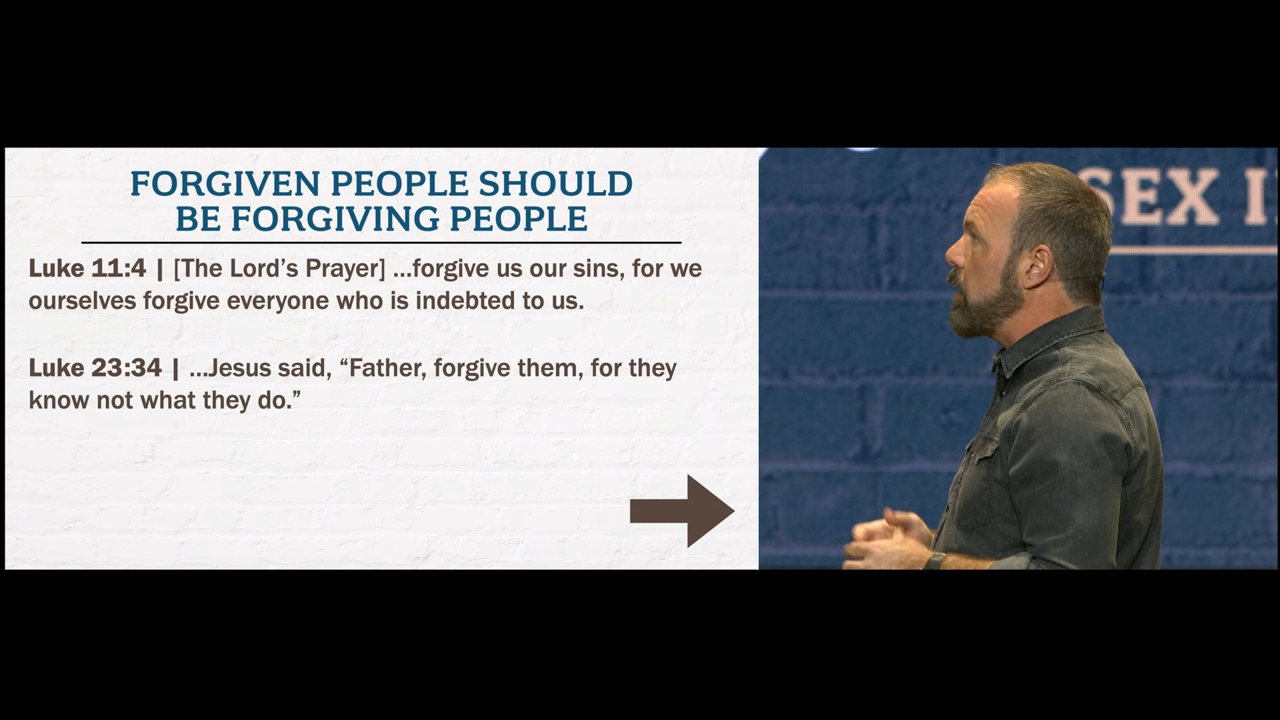 FORGIVEN PEOPLE SHOULD
BE FORGIVING PEOPLE
Luke 11:4 | [The Lord’s Prayer] ...forgive us our sins, for we
ourselves forgive everyone who is indebted to us.
Luke 23:34 | ...Jesus said, “Father, forgive them, for they
know not what they do.”
SEX